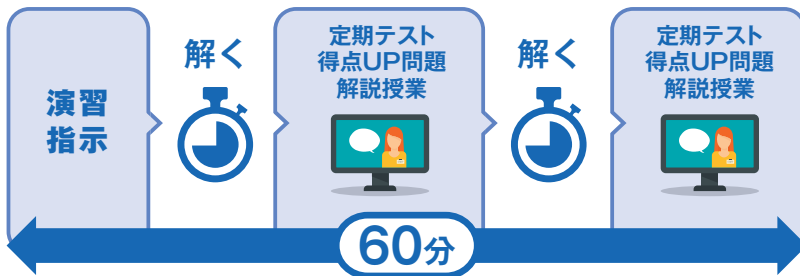 演習
指示
解く
定期テスト
得点UP問題
解説授業
解く
定期テスト
得点UP問題
解説授業
60分